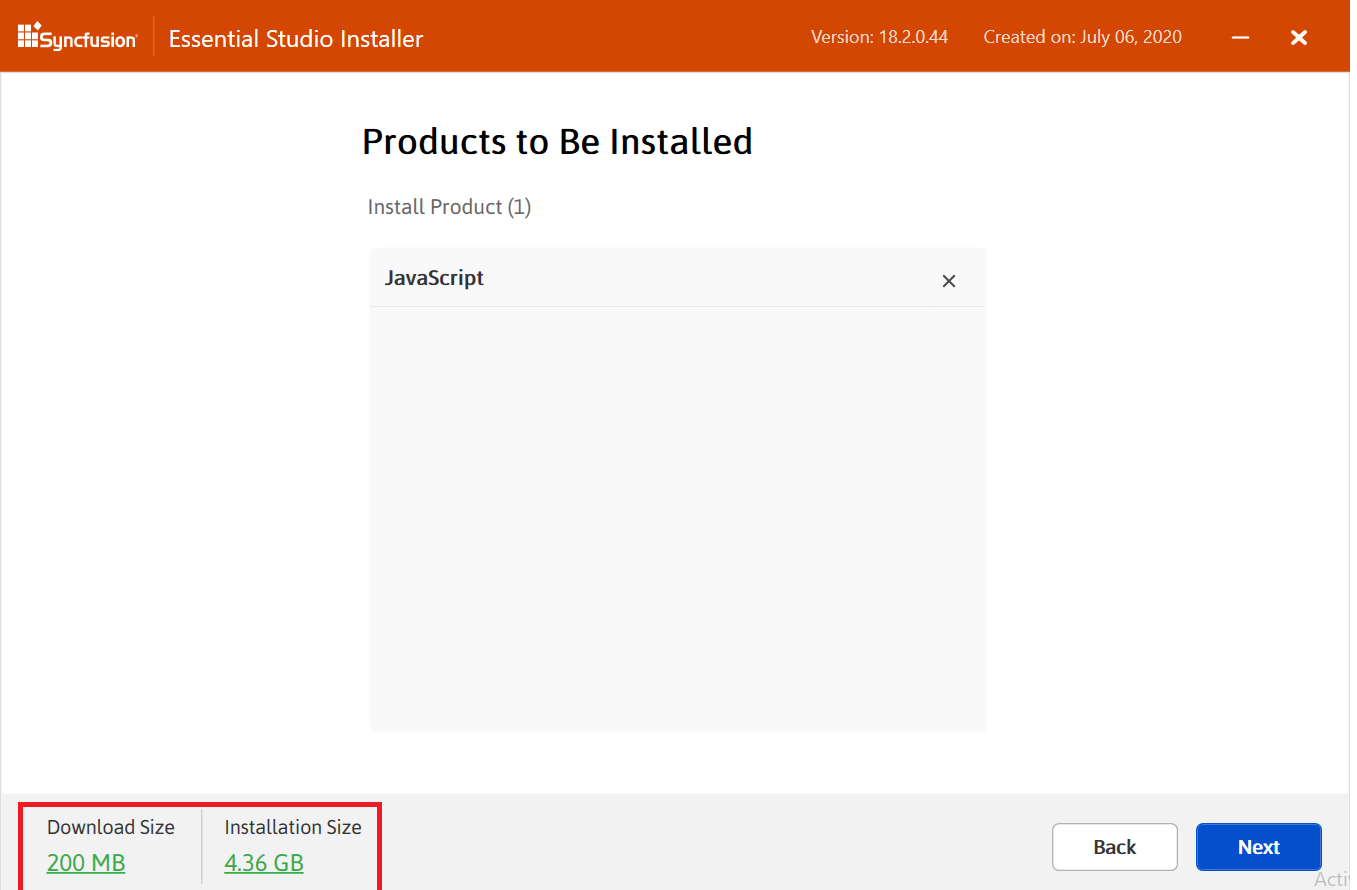 Syncfusion Essential Studio Installer Version: 18.2.0.44 Created on: July 06, 2020
Products to Be Installed
Install Product (1)
JavaScript
Download Size Installation Size
200 MB 4.36 GB
Back Next
Acti